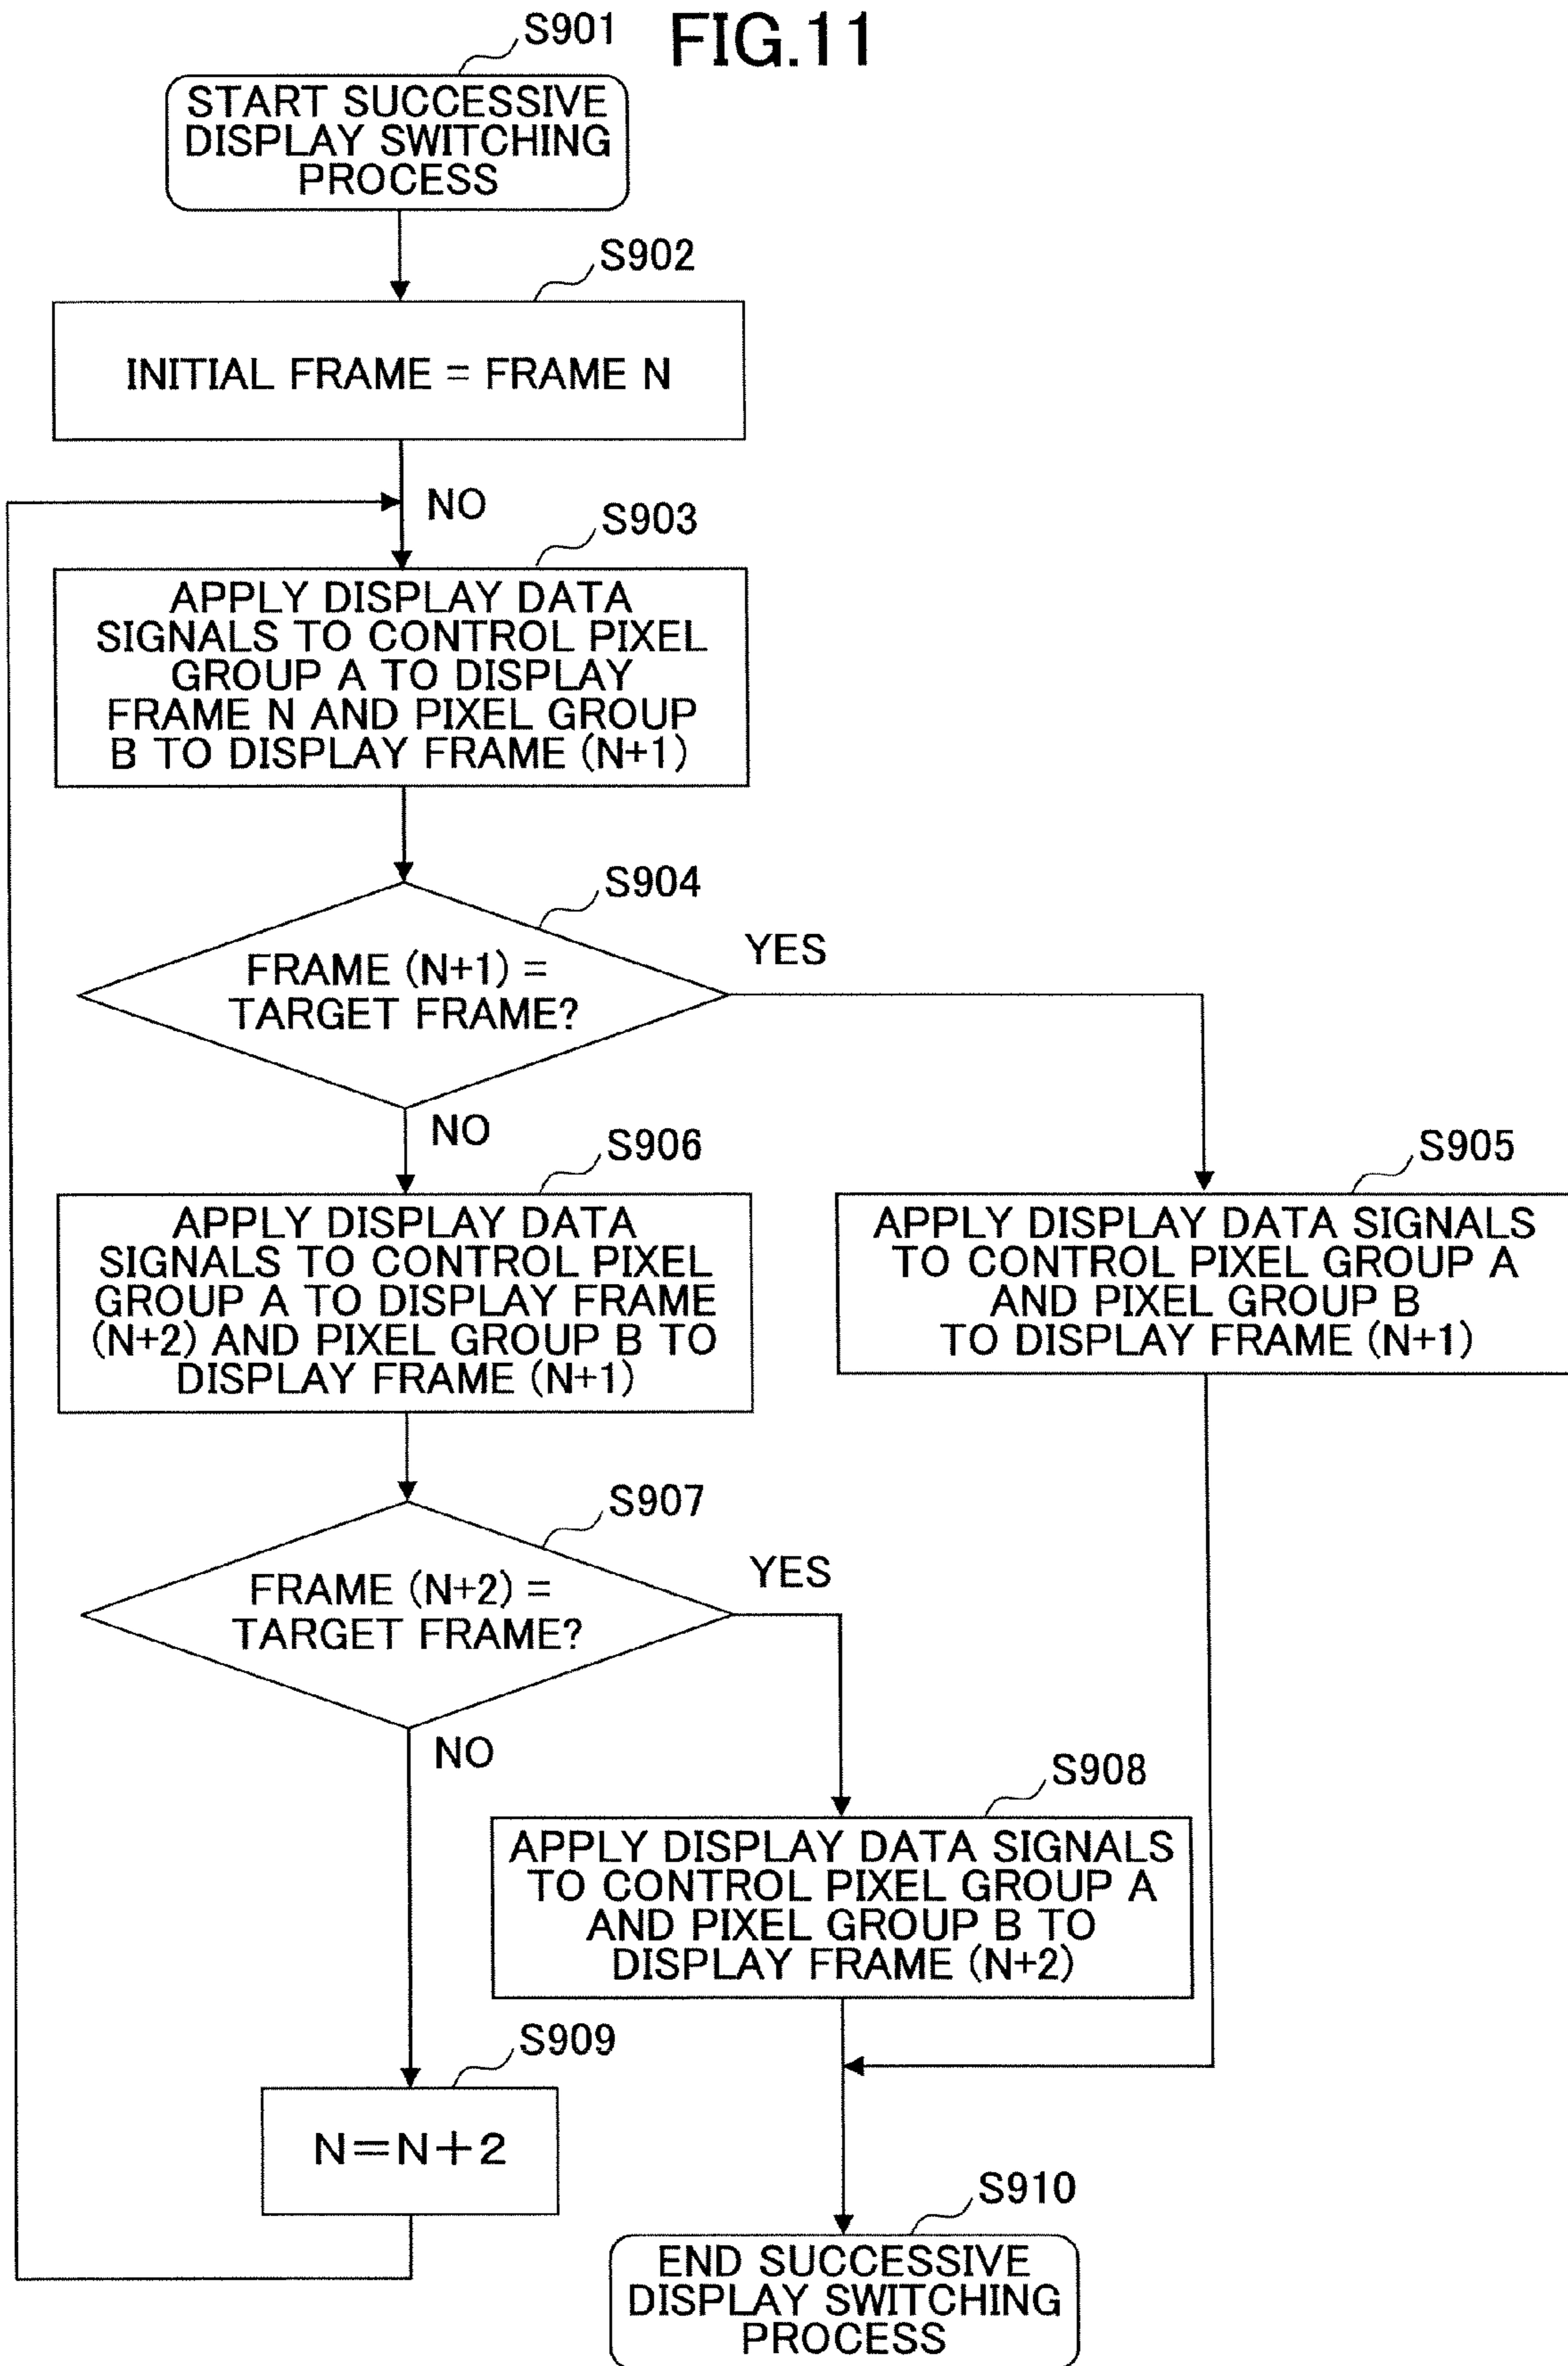 FIG.11
S901
START SUCCESSIVE
DISPLAY SWITCHING
PROCESS
S902
INITIAL FRAME = FRAME N
NO
S903
APPLY DISPLAY DATA
SIGNALS TO CONTROL PIXEL
GROUP A TO DISPLAY
FRAME N AND PIXEL GROUP
B TO DISPLAY FRAME (N+1)
S904
FRAME (N+1) =
TARGET FRAME?
YES
NO
S906
APPLY DISPLAY DATA
SIGNALS TO CONTROL PIXEL
GROUP A TO DISPLAY FRAME
(N+2) AND PIXEL GROUP B TO
DISPLAY FRAME (N+1)
S905
APPLY DISPLAY DATA SIGNALS
TO CONTROL PIXEL GROUP A
AND PIXEL GROUP B
TO DISPLAY FRAME (N+1)
S907
FRAME (N+2) =
TARGET FRAME?
YES
NO
S908
APPLY DISPLAY DATA SIGNALS
TO CONTROL PIXEL GROUP A
AND PIXEL GROUP B TO
DISPLAY FRAME (N+2)
S909
N=N+2
S910
END SUCCESSIVE
DISPLAY SWITCHING
PROCESS